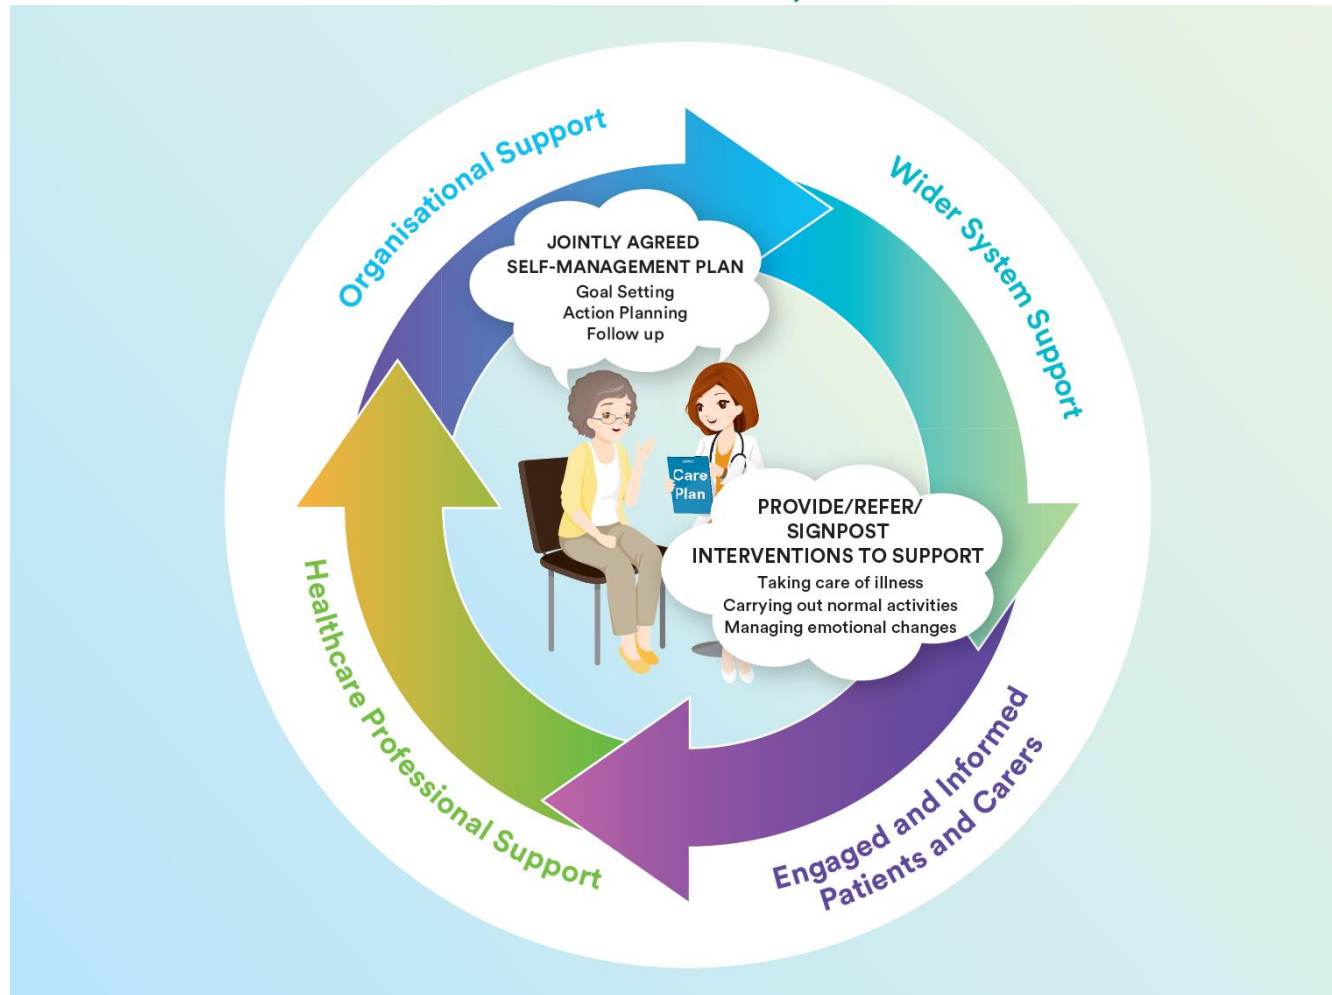 Organisational Support
Wider System Support
JOINTLY AGREED
SELF-MANAGEMENT PLAN
Goal Setting
Action Planning
Follow up
Care
Plan
PROVIDE/REFER/
SIGNPOST
INTERVENTIONS TO SUPPORT
Taking care of illness
Carrying out normal activities
Managing emotional changes
Healthcare Professional Support
Engaged and Informed
Patients and Carers